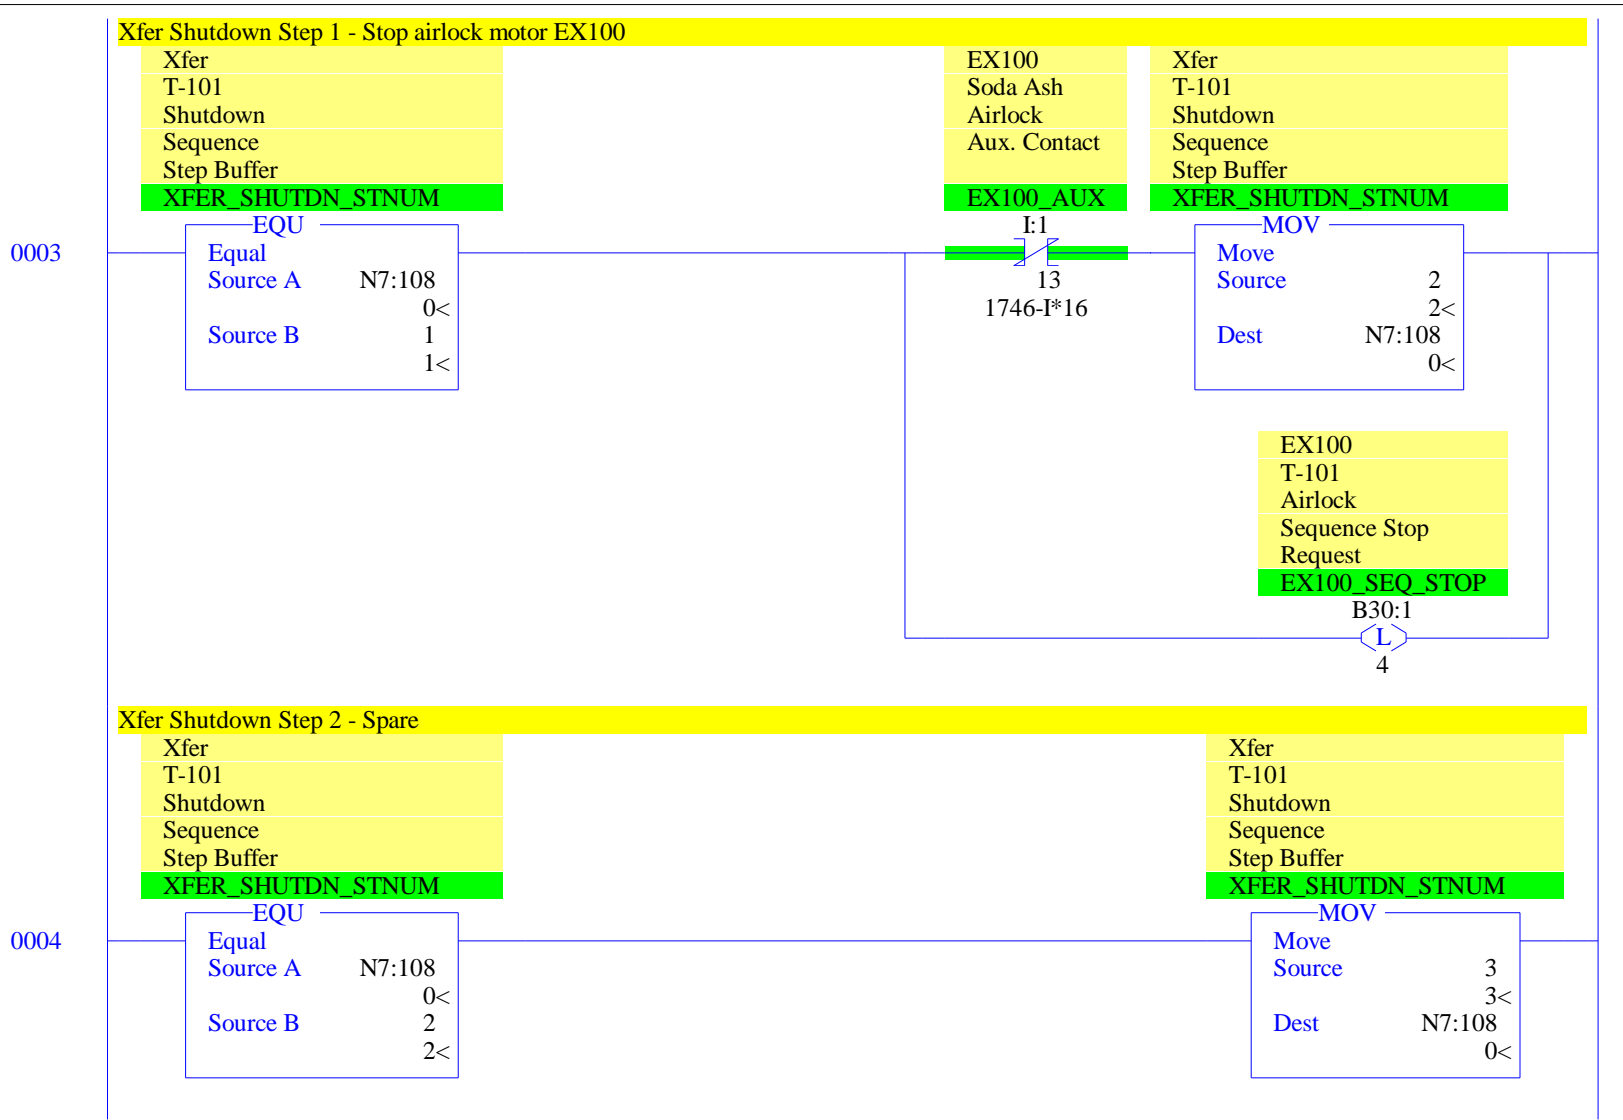 Xfer Shutdown Step 1 - Stop airlock motor EX100
Xfer
T-101
Shutdown
Sequence
Step Buffer
XFER_SHUTDN_STNUM
EX100
Soda Ash
Airlock
Aux. Contact
EX100_AUX
Xfer
T-101
Shutdown
Sequence
Step Buffer
XFER_SHUTDN_STNUM
0003
EQU
Equal
Source A N7:108
0<
Source B 1
1<
I:1
13
1746-I*16
MOV
Move
Source 2
2<
Dest N7:108
0<
EX100
T-101
Airlock
Sequence Stop
Request
EX100_SEQ_STOP
B30:1
L
4
Xfer Shutdown Step 2 - Spare
Xfer
T-101
Shutdown
Sequence
Step Buffer
XFER_SHUTDN_STNUM
Xfer
T-101
Shutdown
Sequence
Step Buffer
XFER_SHUTDN_STNUM
0004
EQU
Equal
Source A N7:108
0<
Source B 2
2<
MOV
Move
Source 3
3<
Dest N7:108
0<